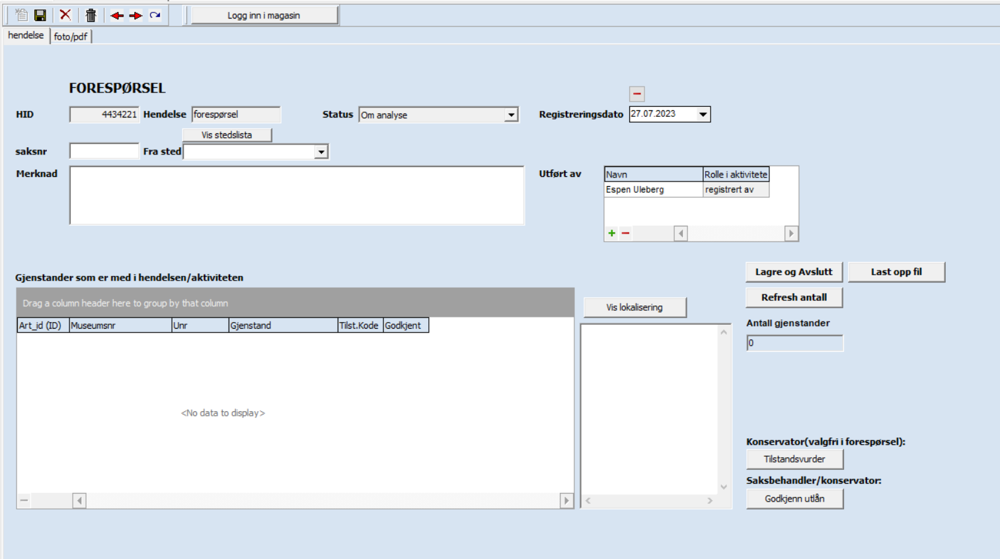 Logg inn i magasin
hendelse foto/pdf
FORESPØRSEL
HID 4434221 Hendelse forespørsel Status Om analyse Registreringsdato 27.07.2023
Vis stedslista
saksnr Fra sted
Merknad Utført av Navn Rolle i aktivitete
Espen Uleberg registrert av
Lagre og Avslutt Last opp fil
Gjenstander som er med i hendelsen/aktiviteten
Refresh antall
Drag a column header here to group by that column
Vis lokalisering
Art_id (ID) Museumsnr Unr Gjenstand Tilst.Kode Godkjent
Antall gjenstander
0
<No data to display>
Konservator(valgfri i forespørsel):
Tilstandsvurder
Saksbehandler/konservator:
Godkjenn utlån